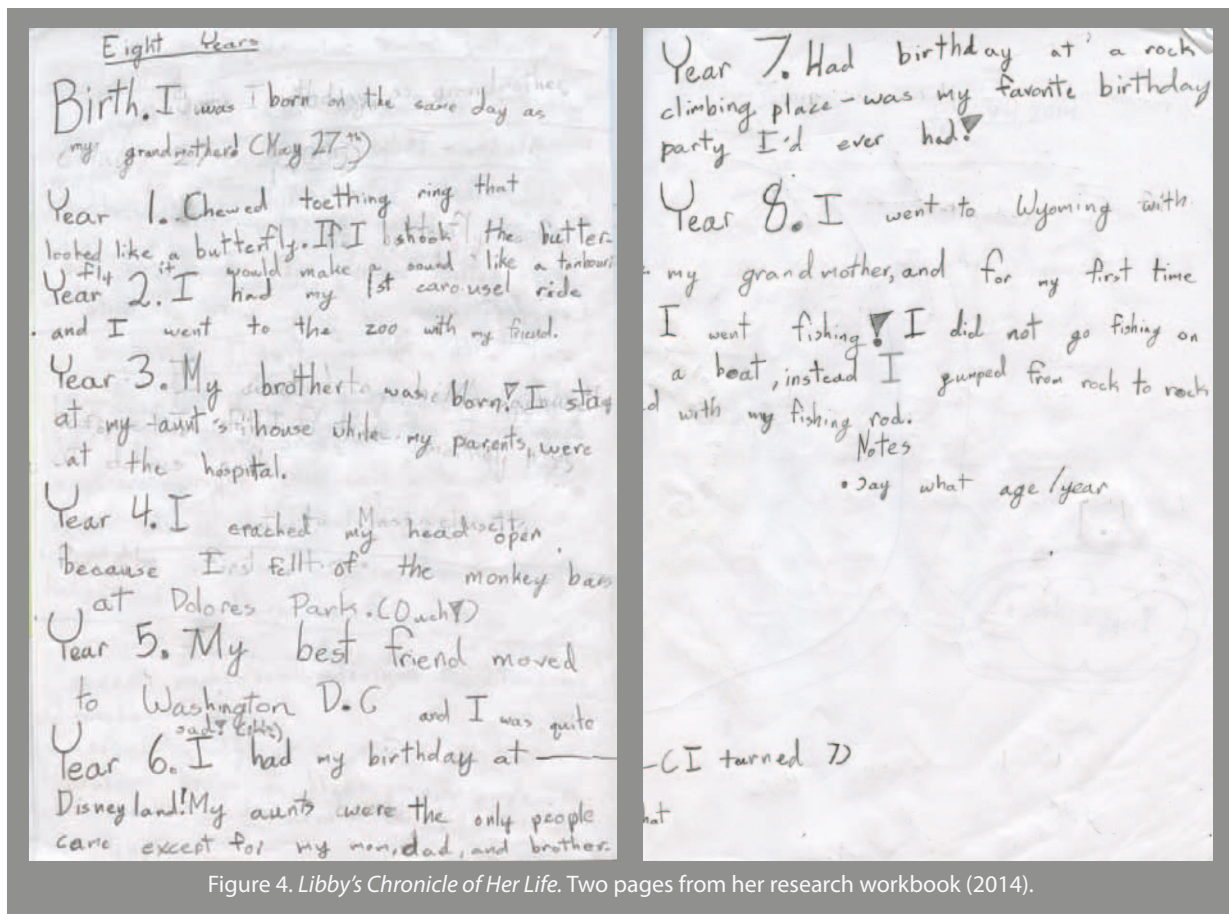 Eight Years
Birth. I was born on the same day as
my grandmother! (May 27th)
Year 1. Chewed teething ring that
looked like a butterfly. If I shook the butter-
fly it would make a sound like a tanbouri
Year 2. I had my 1st carousel ride
and I went to the zoo with my friend.
Year 3. My brother was born! I stay
at my aunt's house while my parents were
at the hospital.
Year 4. I cracked my head open
because I fell of the monkey bars
at Dolores Park. (Ouch!)
Year 5. My best friend moved
to Washington D.C and I was quite
sad!
Year 6. I had my birthday at
Disneyland! My aunts were the only people
came except for my mom, dad, and brother.
Year 7. Had birthday at a rock
climbing place - was my favorite birthday
party I'd ever had!
Year 8. I went to Wyoming with
my grandmother, and for my first time
I went fishing! I did not go fishing on
a boat, instead I gumped from rock to rock
d with my fishing rod.
Notes
• Say what age/year
(I turned 7)
hat
Figure 4. Libby's Chronicle of Her Life. Two pages from her research workbook (2014).